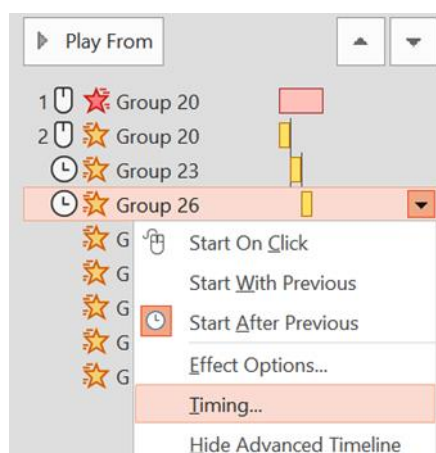 Play From
1 Group 20
2 Group 20
Group 23
Group 26
G
Start On Click
G
Start With Previous
G
Start After Previous
G
Effect Options...
G
Timing...
Hide Advanced Timeline